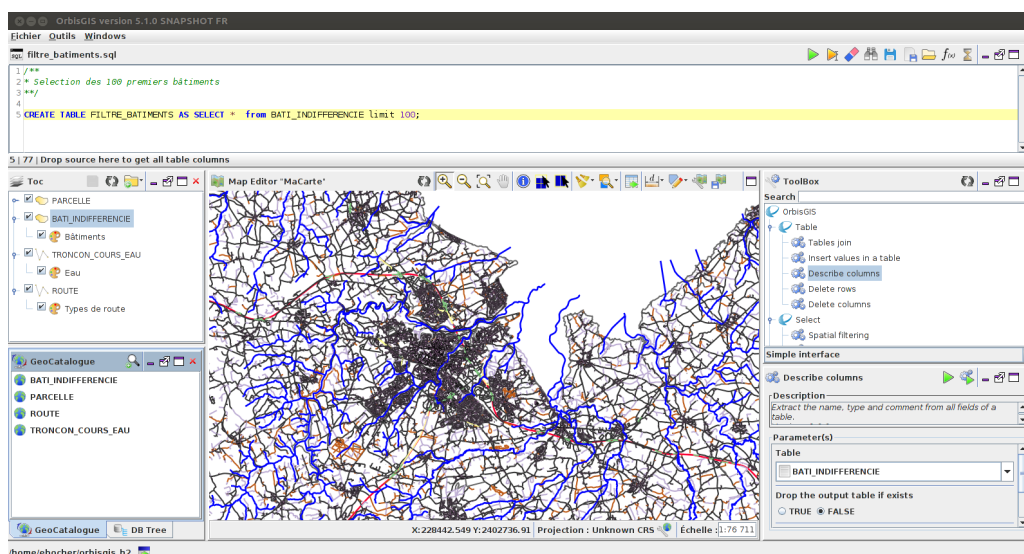 OrbisGIS version 5.1.0 SNAPSHOT FR
Fichier Outils Windows
SQL filtre_batiments.sql
1 /**
2 * Selection des 100 premiers bâtiments
3 **/
4
5 CREATE TABLE FILTRE_BATIMENTS AS SELECT * from BATI_INDIFFERENCIE limit 100;
5 | 77 | Drop source here to get all table columns
Toc
PARCELLE
BATI_INDIFFERENCIE
Bâtiments
TRONCON_COURS_EAU
Eau
ROUTE
Types de route
GeoCatalogue
BATI_INDIFFERENCIE
PARCELLE
ROUTE
TRONCON_COURS_EAU
GeoCatalogue DB Tree
Map Editor "MaCarte"
X:228442.549 Y:2402736.91 Projection : Unknown CRS Échelle : 1:76 711
ToolBox
Search
OrbisGIS
Table
Tables join
Insert values in a table
Describe columns
Delete rows
Delete columns
Select
Spatial filtering
Simple interface
Describe columns
Description
Extract the name, type and comment from all fields of a
table.
Parameter(s)
Table
BATI_INDIFFERENCIE
Drop the output table if exists
TRUE FALSE
/home/ebocher/orbisgis_h2